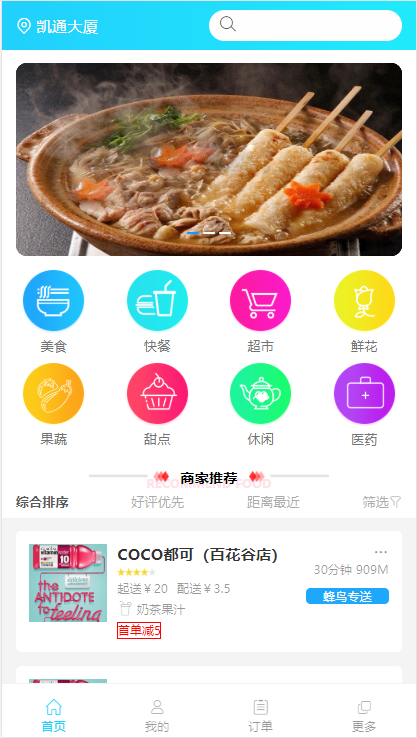 凯通大厦
美食
快餐
超市
鲜花
果蔬
甜点
休闲
医药
商家推荐
综合排序
好评优先
距离最近
筛选
COCO都可（百花谷店）
...
30分钟 909M
起送￥20 配送￥3.5
蜂鸟专送
奶茶果汁
首单减5
vitamin
water
10
the
ANTIDOTE
to
feeling
首页
我的
订单
更多